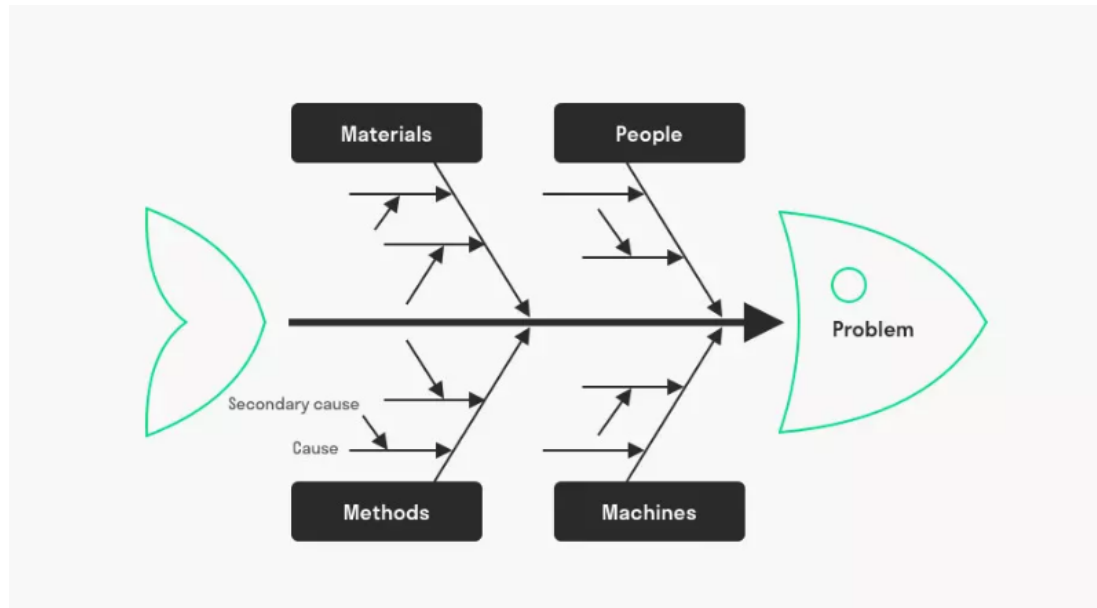 Materials
People
Problem
Secondary cause
Cause
Methods
Machines